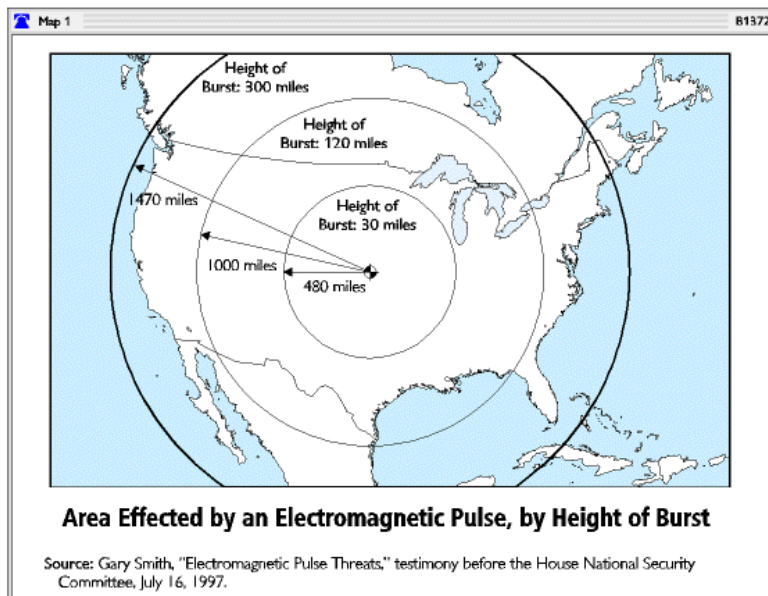 Map 1
B1372
Height of
Burst: 300 miles
Height of
Burst: 120 miles
1470 miles
Height of
Burst: 30 miles
1000 miles
480 miles
Area Effected by an Electromagnetic Pulse, by Height of Burst
Source: Gary Smith, "Electromagnetic Pulse Threats," testimony before the House National Security
Committee, July 16, 1997.